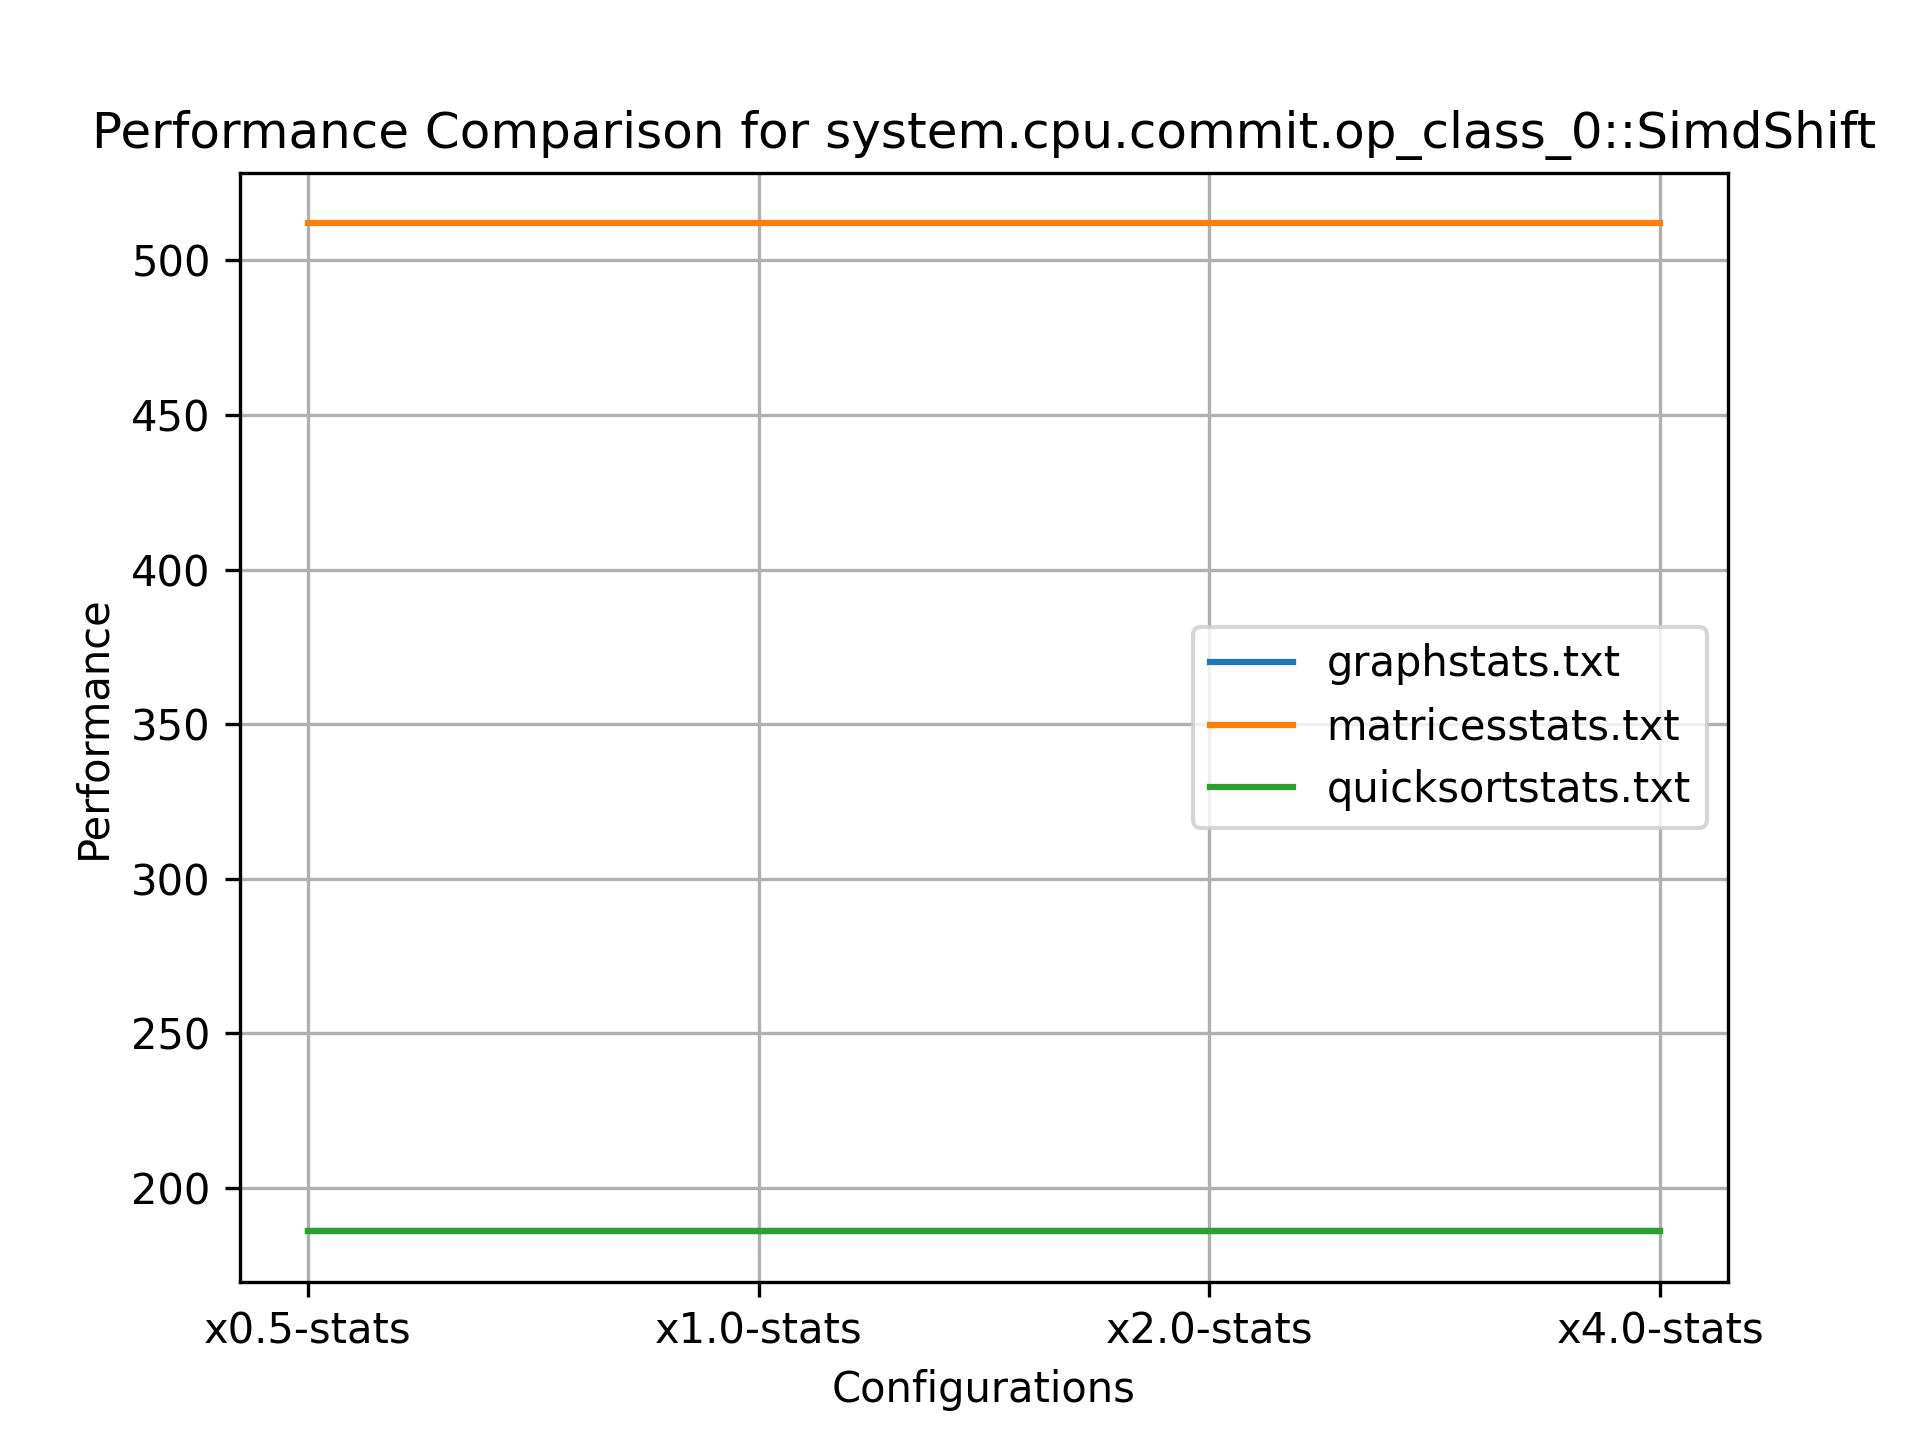 Performance Comparison for system.cpu.commit.op_class_0::SimdShift
500
450
400
350
300
250
200
Performance
graphstats.txt
matricesstats.txt
quicksortstats.txt
x0.5-stats x1.0-stats x2.0-stats x4.0-stats
Configurations